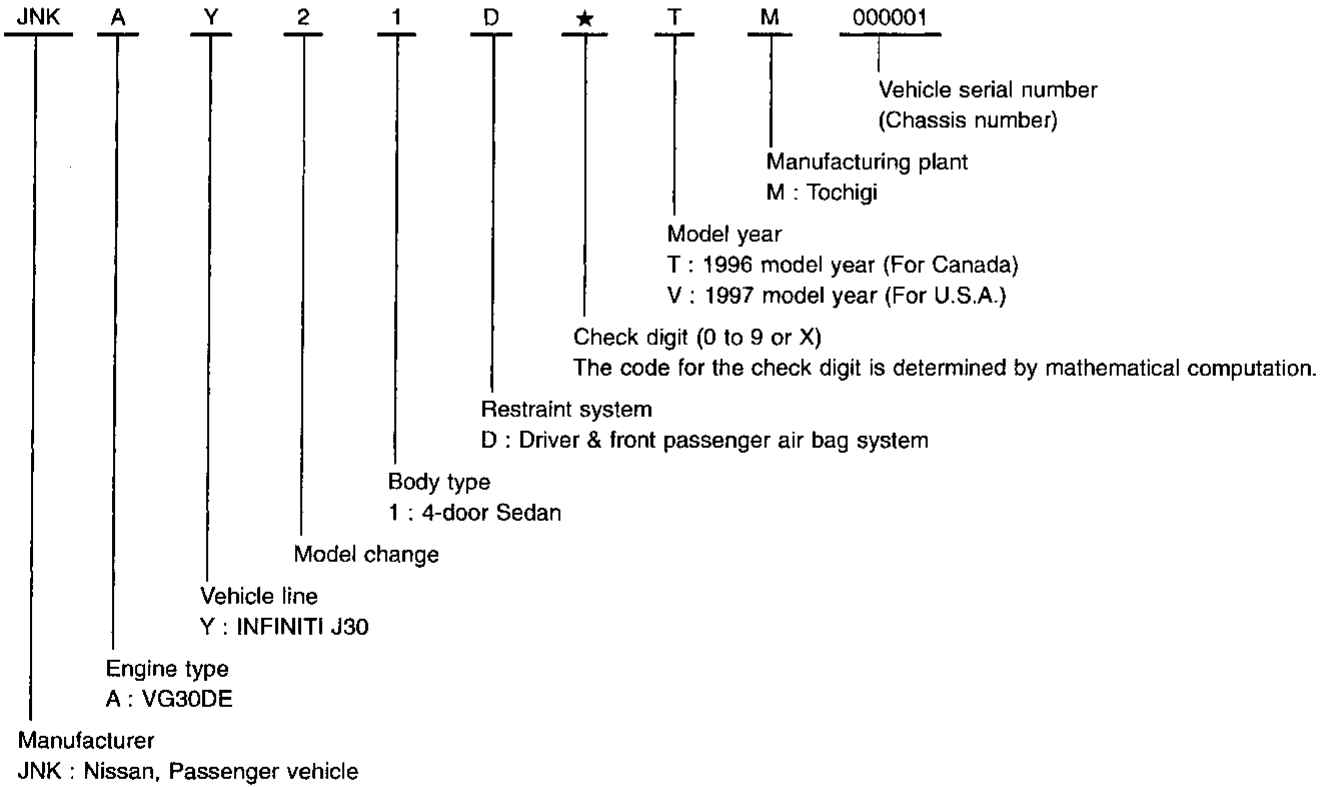 JNK A Y 2 1 D ★ T M 000001
Vehicle serial number
(Chassis number)
Manufacturing plant
M : Tochigi
Model year
T : 1996 model year (For Canada)
V : 1997 model year (For U.S.A.)
Check digit (0 to 9 or X)
The code for the check digit is determined by mathematical computation.
Restraint system
D : Driver & front passenger air bag system
Body type
1 : 4-door Sedan
Model change
Vehicle line
Y : INFINITI J30
Engine type
A : VG30DE
Manufacturer
JNK : Nissan, Passenger vehicle